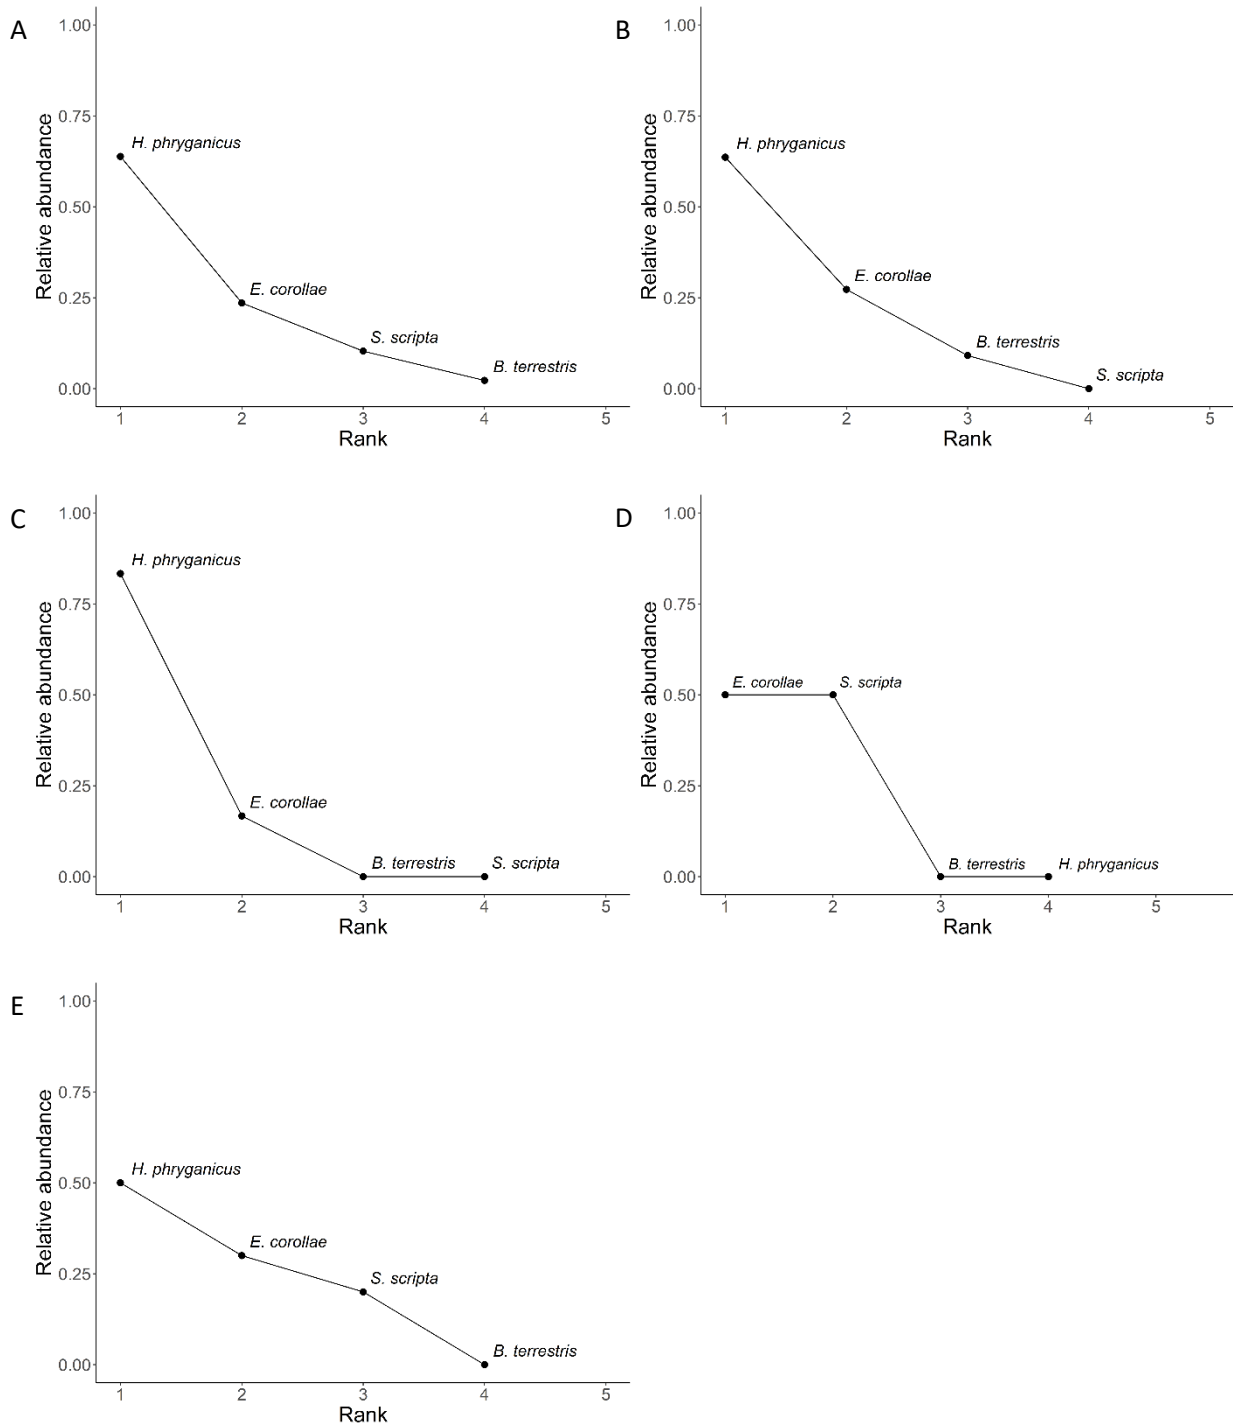 A
Relative abundance
1.00
0.75
0.50
0.25
0.00
H. phryganicus
E. corollae
S. scripta
B. terrestris
1 2 3 4 5
Rank
B
Relative abundance
1.00
0.75
0.50
0.25
0.00
H. phryganicus
E. corollae
B. terrestris
S. scripta
1 2 3 4 5
Rank
C
Relative abundance
1.00
0.75
0.50
0.25
0.00
H. phryganicus
E. corollae
B. terrestris
S. scripta
1 2 3 4 5
Rank
D
Relative abundance
1.00
0.75
0.50
0.25
0.00
E. corollae
S. scripta
B. terrestris
H. phryganicus
1 2 3 4 5
Rank
E
Relative abundance
1.00
0.75
0.50
0.25
0.00
H. phryganicus
E. corollae
S. scripta
B. terrestris
1 2 3 4 5
Rank